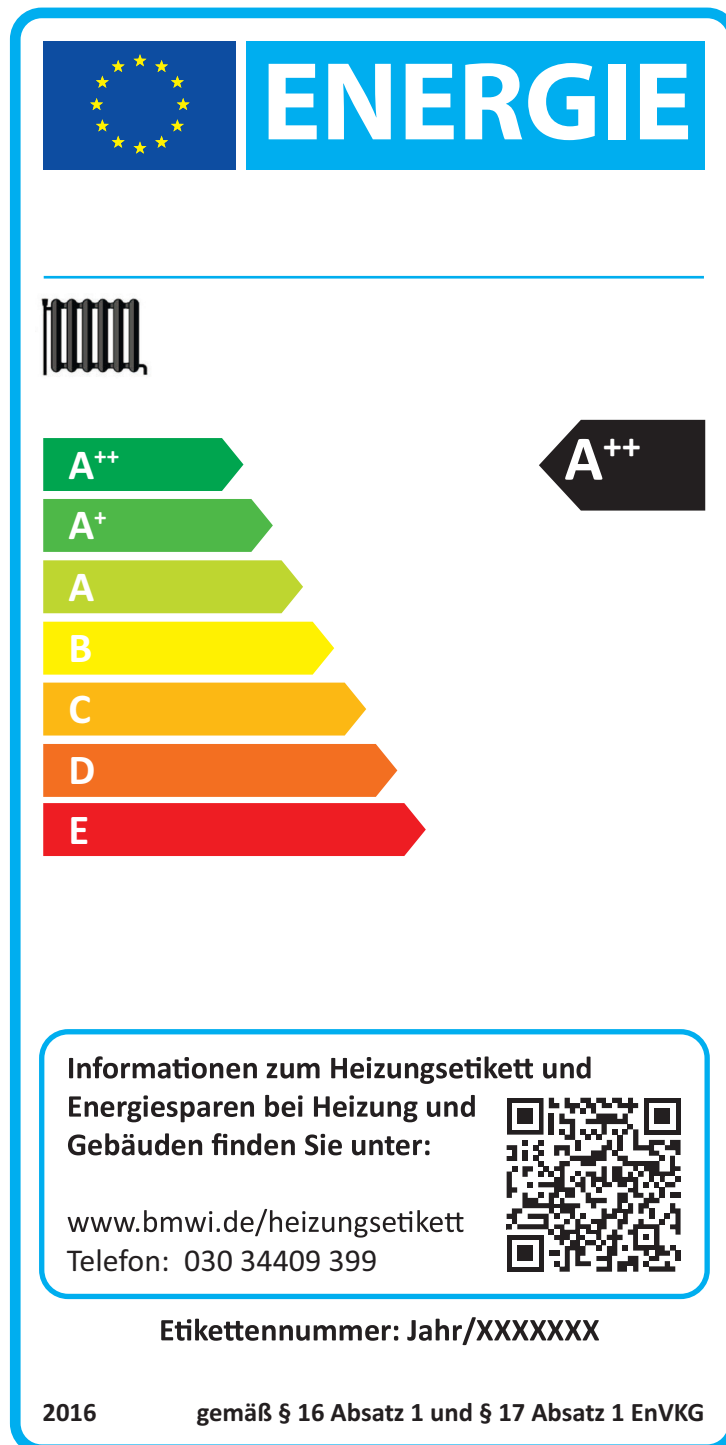 ENERGIE
A++
A++
A+
A
B
C
D
E
Informationen zum Heizungsetikett und
Energiesparen bei Heizung und
Gebäuden finden Sie unter:
www.bmwi.de/heizungsetikett
Telefon: 030 34409 399
Etikettennummer: Jahr/XXXXXXX
2016 gemäß § 16 Absatz 1 und § 17 Absatz 1 EnVKG